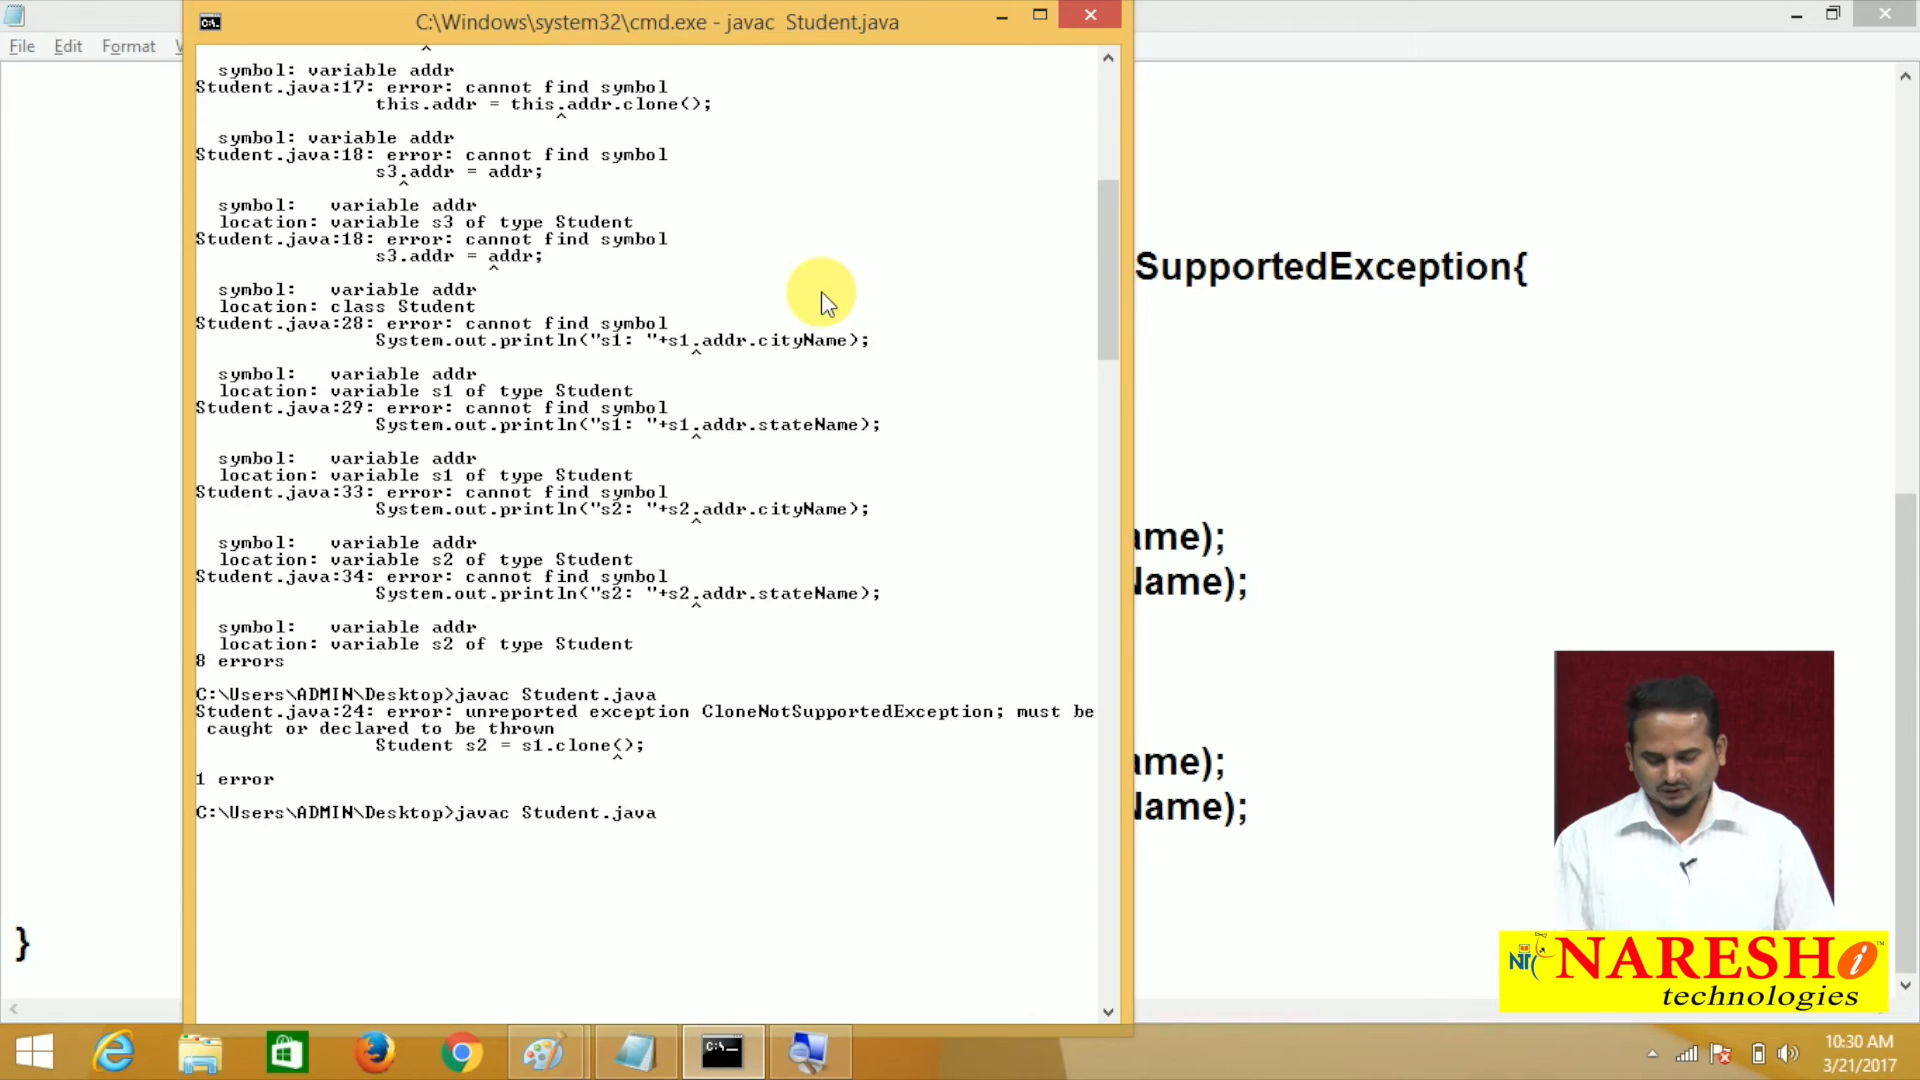 C:\Windows\system32\cmd.exe - javac  Student.java
File Edit Format
^
symbol: variable addr
Student.java:17: error: cannot find symbol
this.addr = this.addr.clone();
^
symbol: variable addr
Student.java:18: error: cannot find symbol
s3.addr = addr;
^
symbol:   variable addr
location: variable s3 of type Student
Student.java:18: error: cannot find symbol
s3.addr = addr;
^
symbol:   variable addr
location: class Student
Student.java:28: error: cannot find symbol
System.out.println("s1: "+s1.addr.cityName);
^
symbol:   variable addr
location: variable s1 of type Student
Student.java:29: error: cannot find symbol
System.out.println("s1: "+s1.addr.stateName);
^
symbol:   variable addr
location: variable s1 of type Student
Student.java:33: error: cannot find symbol
System.out.println("s2: "+s2.addr.cityName);
^
symbol:   variable addr
location: variable s2 of type Student
Student.java:34: error: cannot find symbol
System.out.println("s2: "+s2.addr.stateName);
^
symbol:   variable addr
location: variable s2 of type Student
8 errors
C:\Users\ADMIN\Desktop>javac Student.java
Student.java:24: error: unreported exception CloneNotSupportedException; must be
caught or declared to be thrown
Student s2 = s1.clone();
^
1 error
C:\Users\ADMIN\Desktop>javac Student.java
SupportedException{
ame);
Name);
ame);
Name);
}
NARESH i
technologies
10:30 AM
3/21/2017